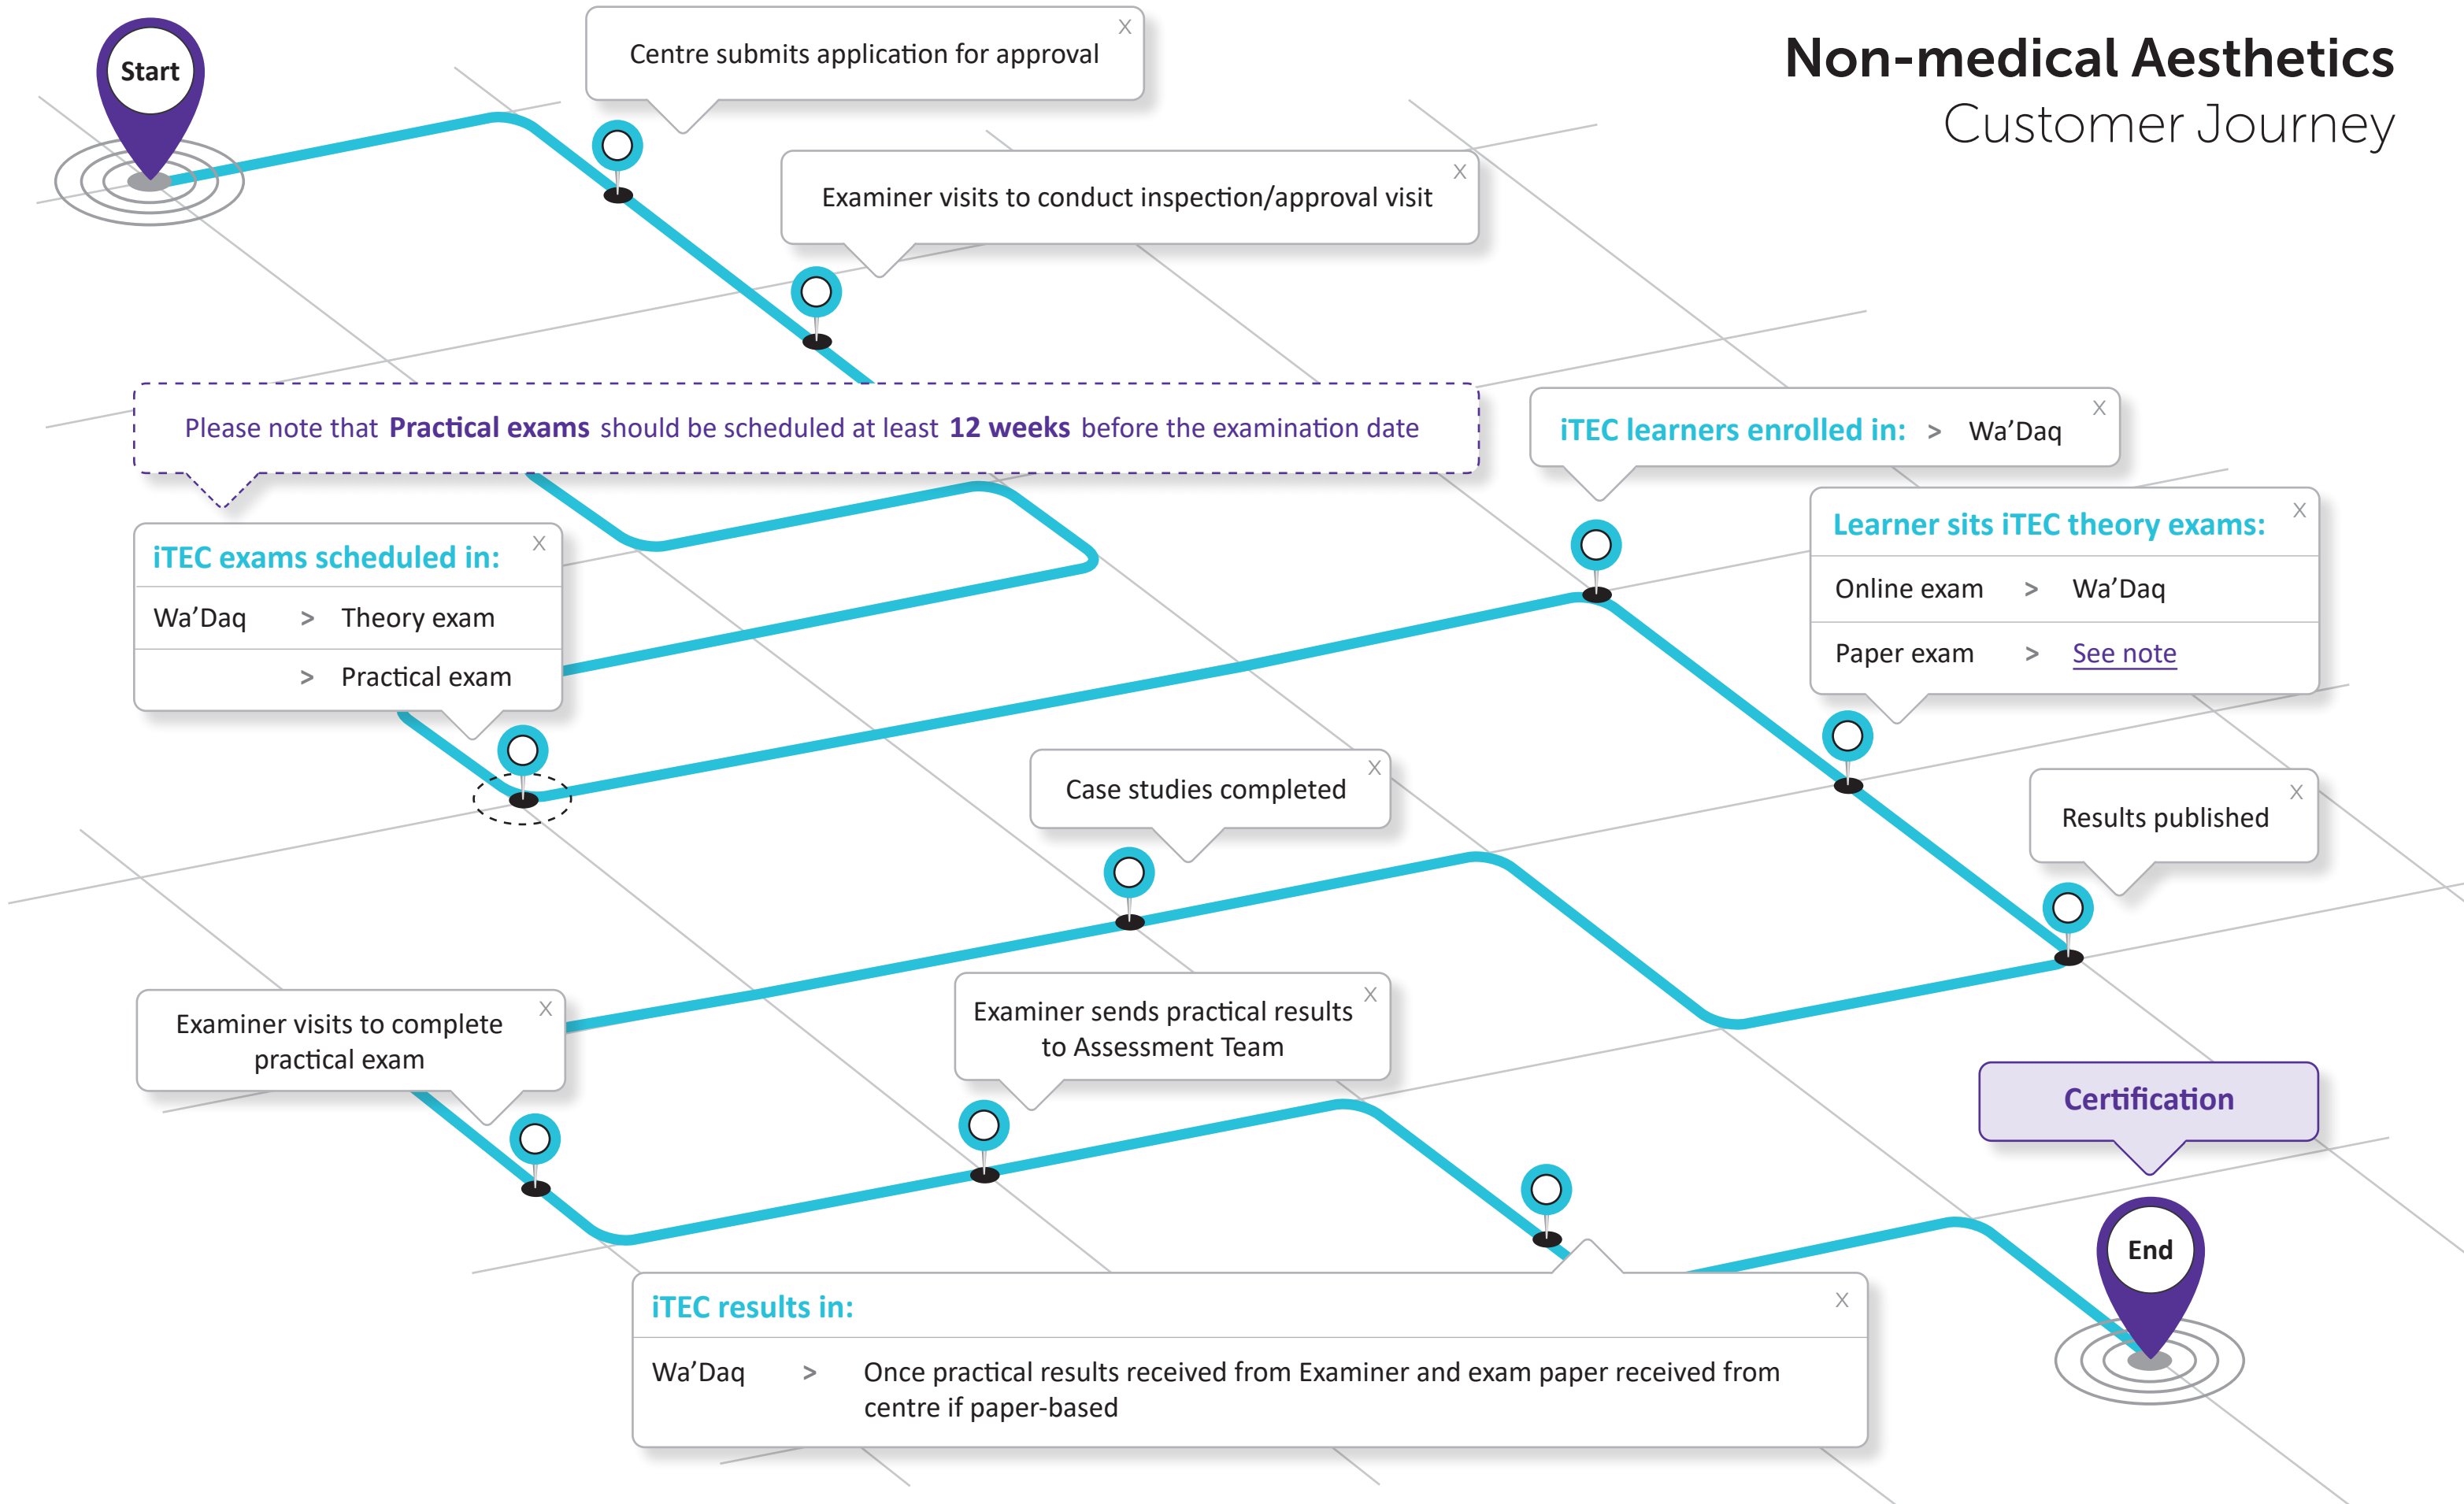 Start
Centre submits application for approval
X
Non-medical Aesthetics
Customer Journey
Examiner visits to conduct inspection/approval visit
X
Please note that Practical exams should be scheduled at least 12 weeks before the examination date
iTEC exams scheduled in:
X
Wa’Daq > Theory exam
> Practical exam
iTEC learners enrolled in: > Wa’Daq
X
Learner sits iTEC theory exams:
X
Online exam > Wa’Daq
Paper exam > See note
Results published
X
Case studies completed
X
Examiner visits to complete
practical exam
X
Examiner sends practical results
to Assessment Team
X
iTEC results in:
X
Wa’Daq > Once practical results received from Examiner and exam paper received from
centre if paper-based
Certification
End